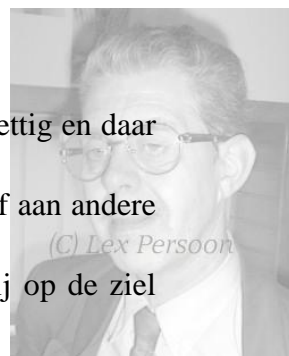 ettig en daar
f aan andere
(C) Lex Persoon
j op de ziel